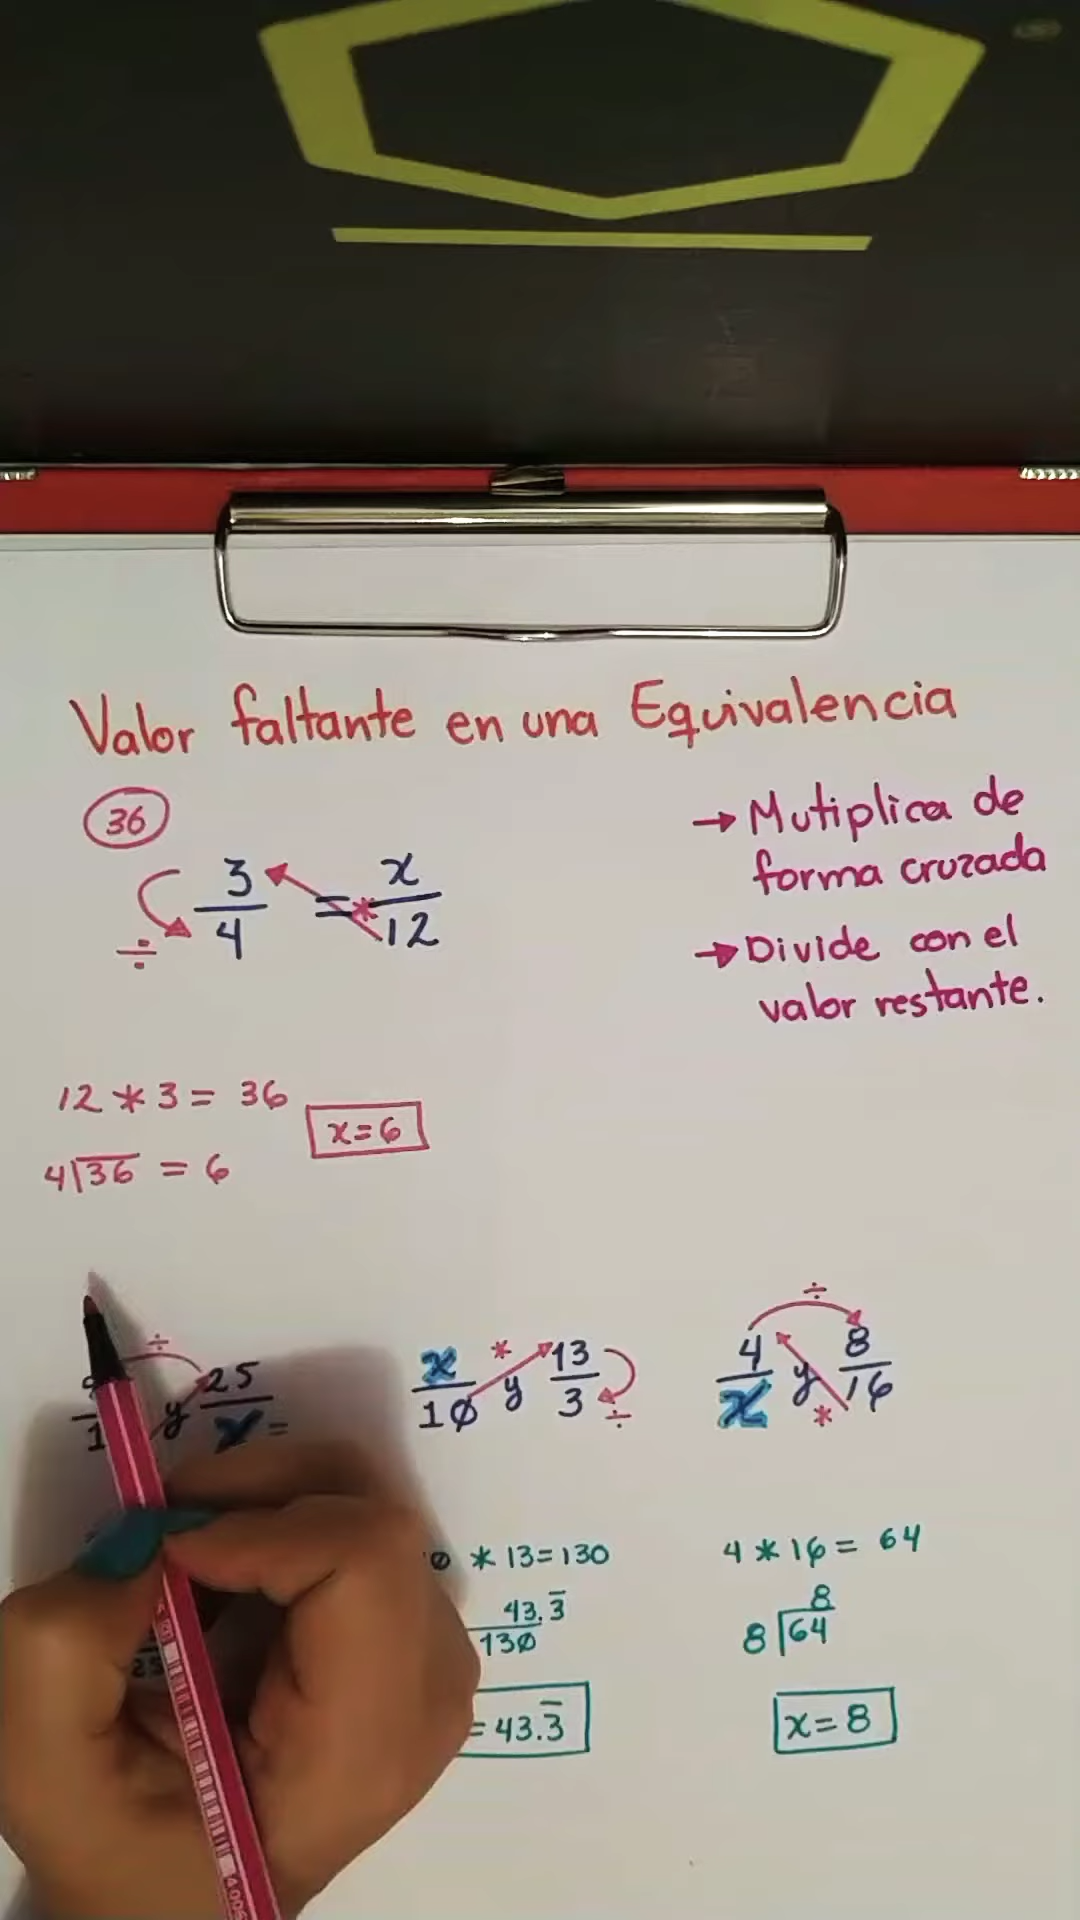 Valor faltante en una Equivalencia
36
3/4 = * x/12
÷
→ Mutiplica de
forma cruzada
→ Divide con el
valor restante.
12 * 3 = 36
4)36 = 6
x = 6
÷
25/x =
y
x/10 y 13/3
*
÷
4/x y 8/16
÷
*
0 * 13 = 130
43.3̅
130
= 43.3̅
4 * 16 = 64
8
8)64
x = 8